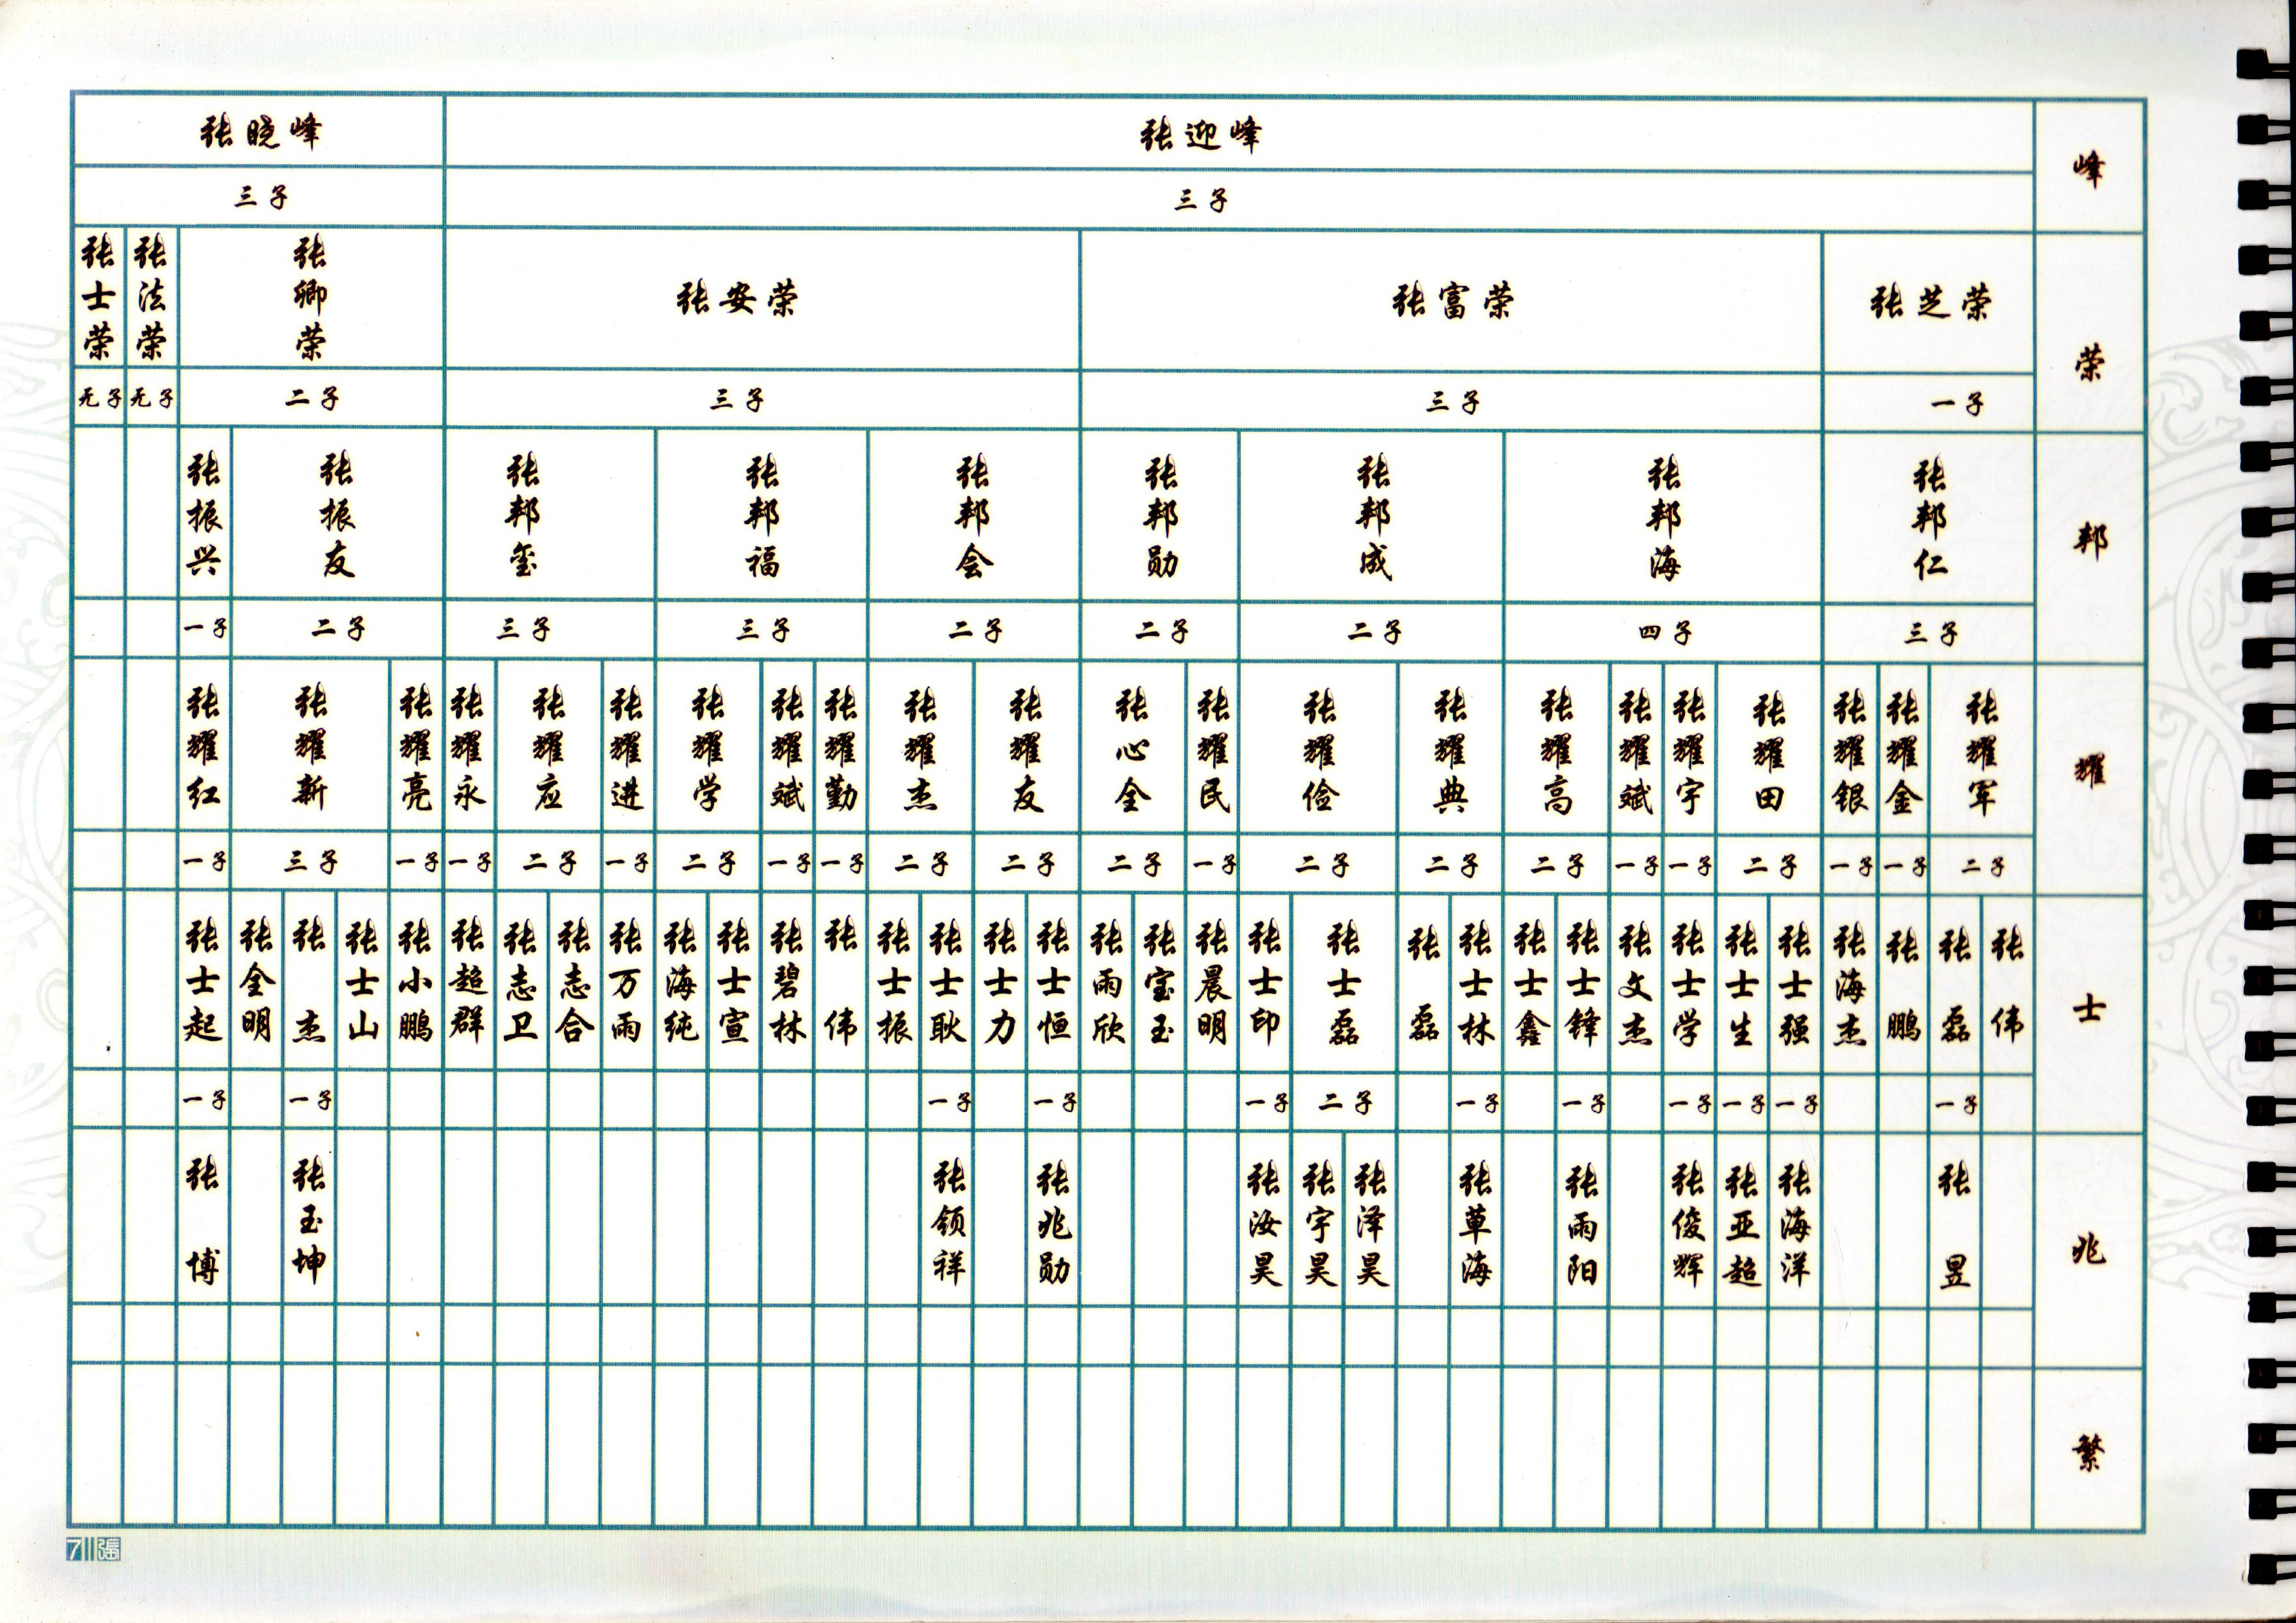 峰
张迎峰
张晓峰
三子
三子
荣
张芝荣
张富荣
张安荣
张卿荣
张法荣
张士荣
一子
三子
三子
二子
无子
无子
邦
张邦仁
张邦海
张邦成
张邦勋
张邦会
张邦福
张邦玺
张振友
张振兴
三子
四子
二子
二子
二子
三子
三子
二子
一子
耀
张耀军
张耀金
张耀银
张耀田
张耀宇
张耀斌
张耀高
张耀典
张耀俭
张耀民
张心全
张耀友
张耀杰
张耀勤
张耀斌
张耀学
张耀进
张耀应
张耀永
张耀亮
张耀新
张耀红
二子
一子
一子
二子
一子
一子
二子
二子
二子
一子
二子
二子
二子
一子
一子
二子
一子
二子
一子
一子
三子
一子
士
张伟
张磊
张鹏
张海杰
张士强
张士生
张士学
张文杰
张士锋
张士鑫
张士林
张磊
张士磊
张士印
张晨明
张宝玉
张雨欣
张士恒
张士力
张士耿
张士振
张伟
张碧林
张士宣
张海纯
张万雨
张志合
张志卫
张超群
张小鹏
张士山
张杰
张金明
张士起
一子
一子
一子
一子
一子
一子
二子
一子
一子
一子
一子
一子
兆
张昱
张海洋
张亚超
张俊辉
张雨阳
张草海
张泽昊
张宇昊
张汝昊
张兆勋
张领祥
张玉坤
张博
繁
71 張